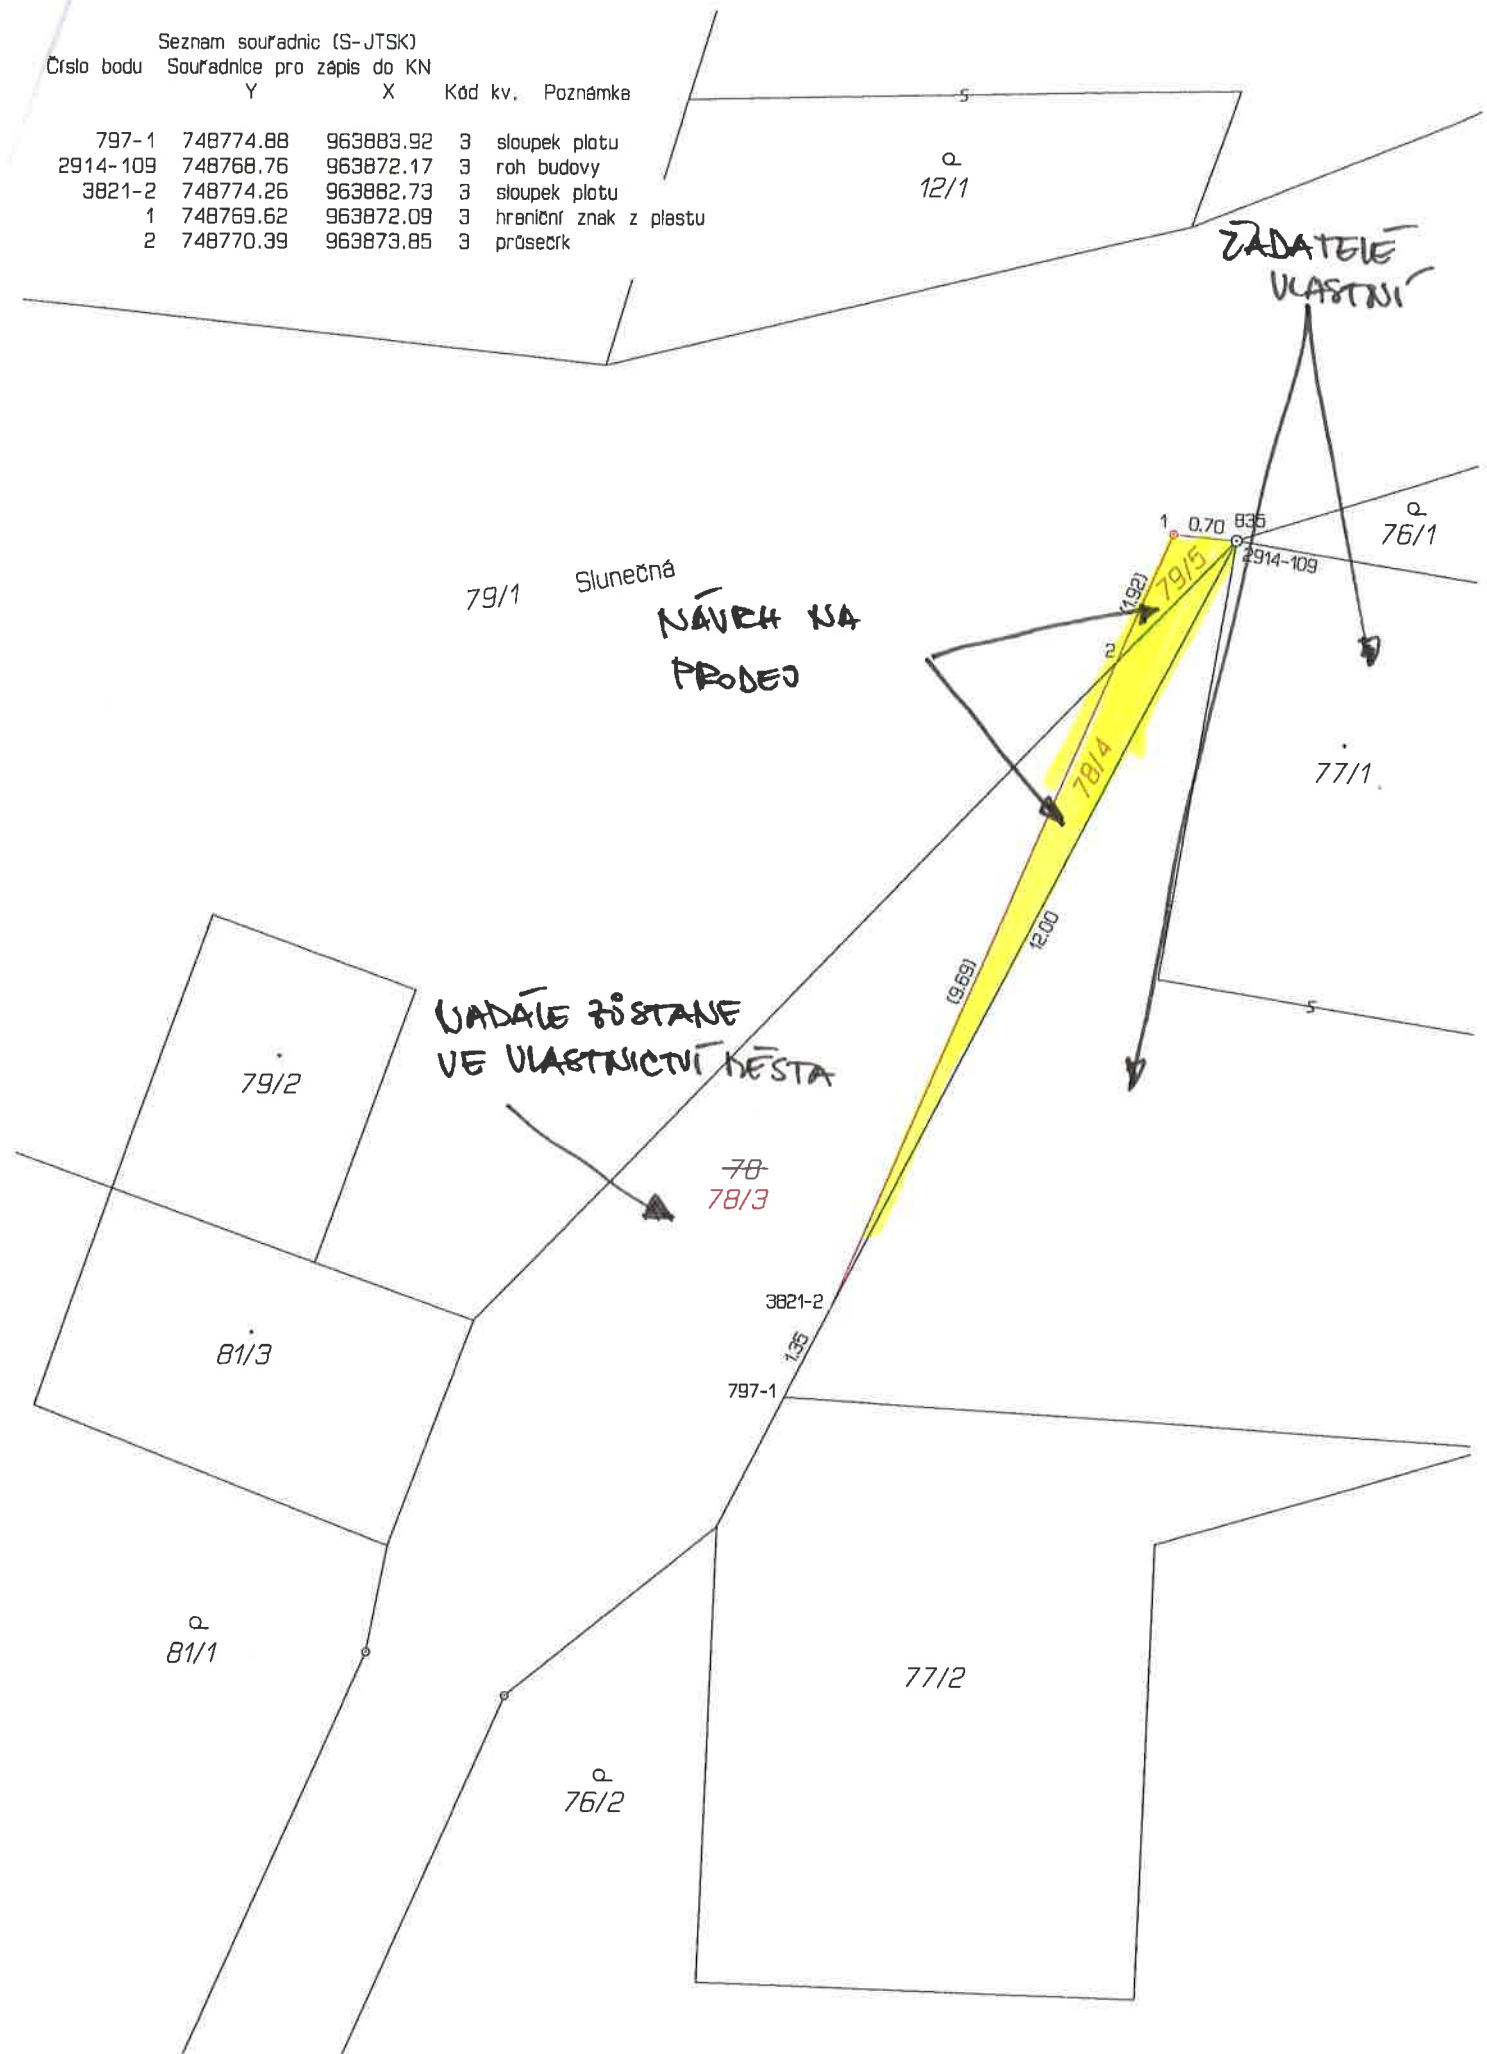 Seznam souřadnic (S-JTSK)
Číslo bodu Souřadnice pro zápis do KN
Y X Kód kv. Poznámka
797-1 748774.88 963883.92 3 sloupek plotu
2914-109 748768.76 963872.17 3 roh budovy
3821-2 748774.26 963882.73 3 sloupek plotu
1 748769.62 963872.09 3 hraniční znak z plastu
2 748770.39 963873.85 3 průsečík
S
12/1
ŽADATELÉ
VLASTNÍ
1 0.70 835
76/1
2914-109
79/5
(1.92)
79/1 Slunečná
NÁVRH NA
PRODEJ
2
78/4
77/1
12.00
(9.69)
S
NADÁLE ZŮSTANE
VE VLASTNICTVÍ MĚSTA
79/2
78
78/3
3821-2
81/3
1.35
797-1
81/1
77/2
76/2